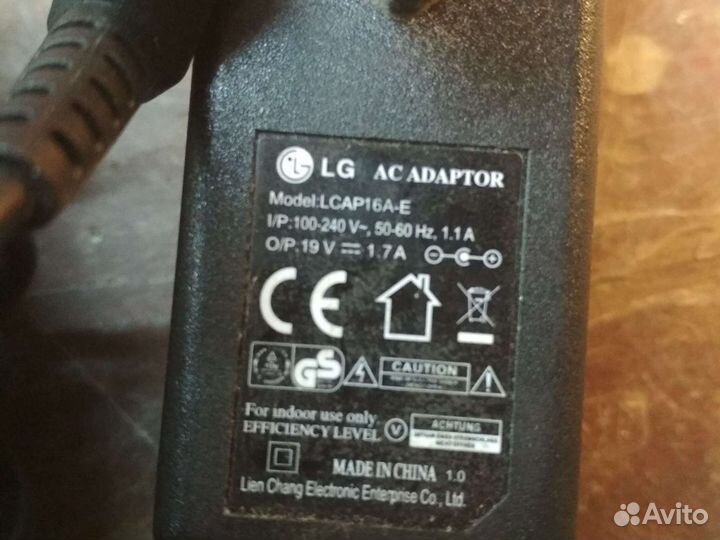 LG AC ADAPTOR
Model:LCAP16A-E
I/P:100-240 V~, 50-60 Hz, 1.1 A
O/P:19 V ⎓ 1.7A
CE
GS
CAUTION
For indoor use only
EFFICIENCY LEVEL V
ACHTUNG
MADE IN CHINA 1.0
Lien Chang Electronic Enterprise Co., Ltd.
Avito